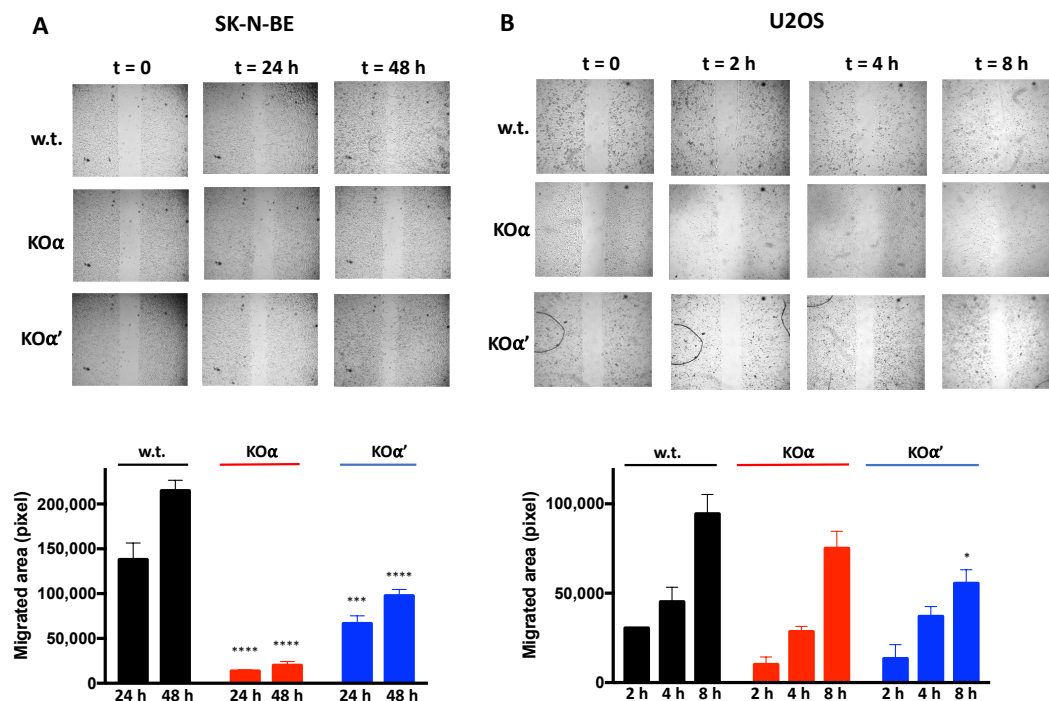 A
SK-N-BE
t = 0
t = 24 h
t = 48 h
w.t.
KOα
KOα’
w.t.
KOα
KOα’
Migrated area (pixel)
200,000
150,000
100,000
50,000
0
****
****
***
****
24 h 48 h
24 h 48 h
24 h 48 h
B
U2OS
t = 0
t = 2 h
t = 4 h
t = 8 h
w.t.
KOα
KOα’
w.t.
KOα
KOα’
Migrated area (pixel)
100,000
50,000
0
*
2 h 4 h 8 h
2 h 4 h 8 h
2 h 4 h 8 h